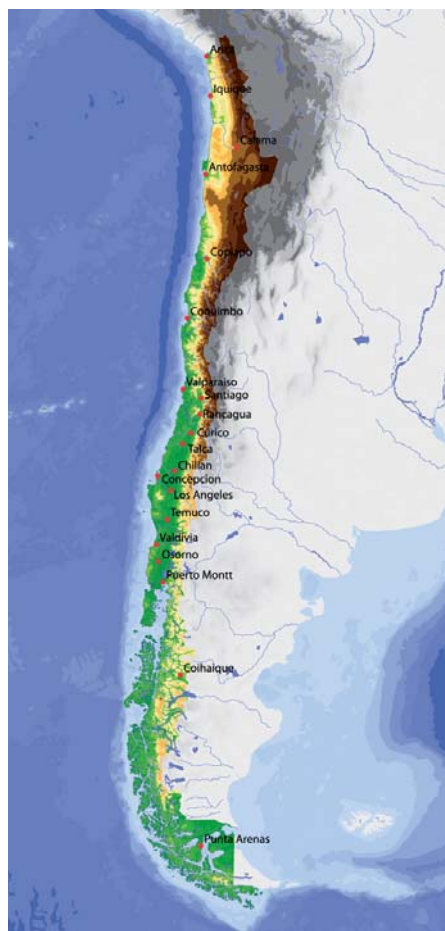 Arica
Iquique
Calama
Antofagasta
Copiapo
Coquimbo
Valparaiso
Santiago
Rancagua
Curico
Talca
Chillan
Concepcion
Los Angeles
Temuco
Valdivia
Osorno
Puerto Montt
Coihaique
Punta Arenas